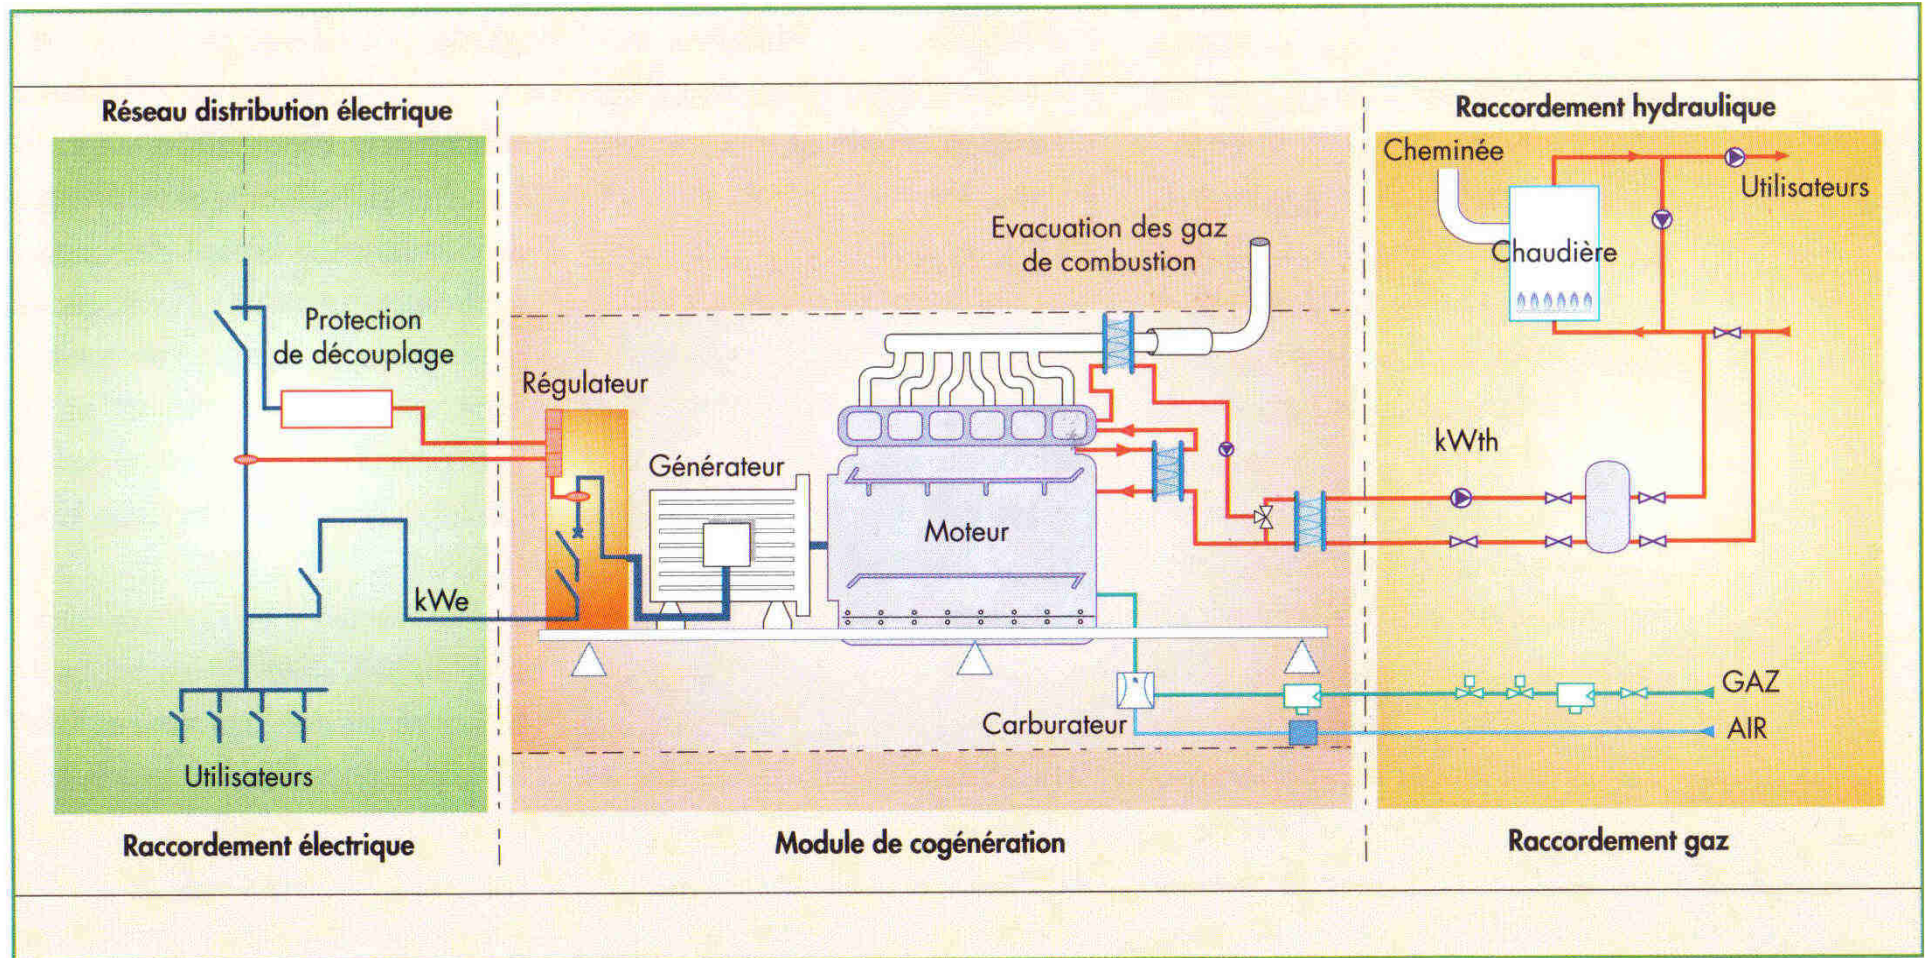 Réseau distribution électrique
Raccordement hydraulique
Cheminée
Utilisateurs
Evacuation des gaz
de combustion
Chaudière
Protection
de découplage
Régulateur
kWth
Générateur
Moteur
kWe
GAZ
Carburateur
AIR
Utilisateurs
Raccordement électrique
Module de cogénération
Raccordement gaz